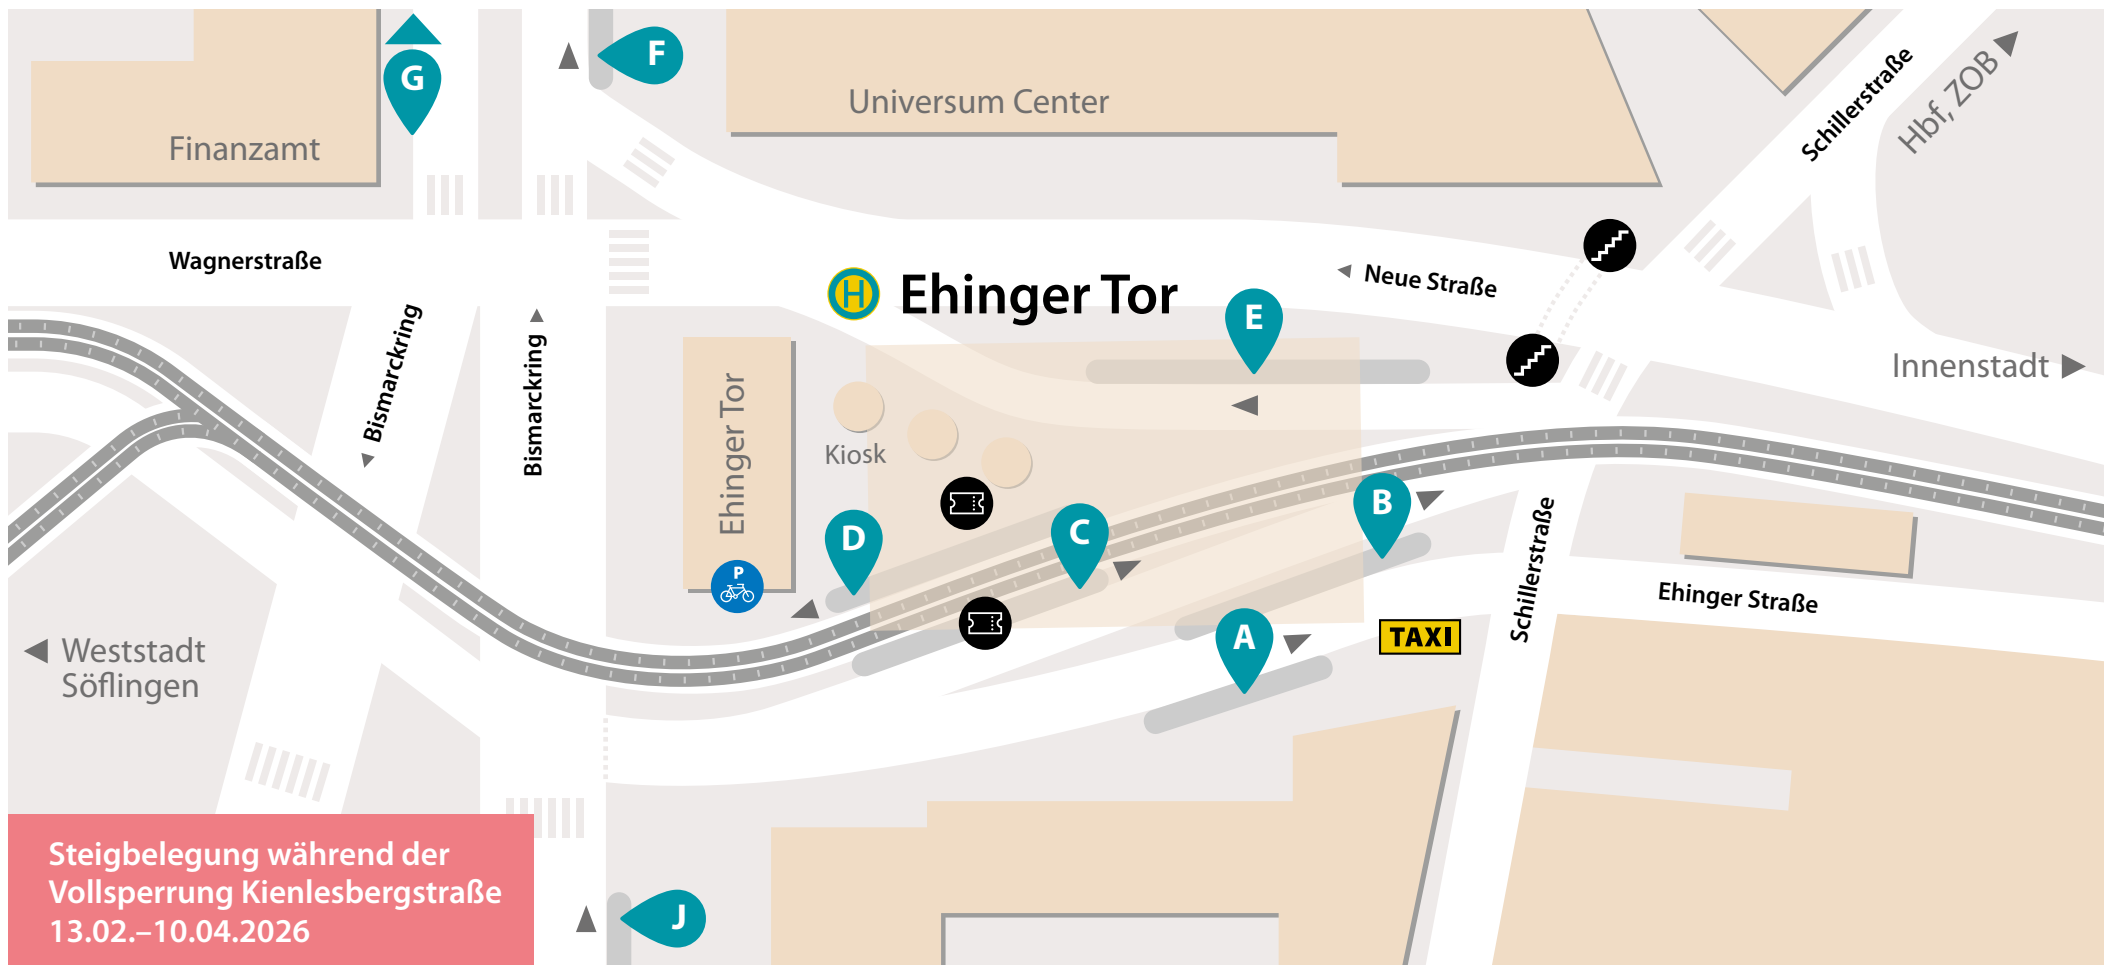 G
F
Universum Center
Finanzamt
Schillerstraße
Hbf, ZOB
Wagnerstraße
H
Ehinger Tor
Neue Straße
E
Bismarckring
Bismarckring
Innenstadt
Ehinger Tor
Kiosk
D
C
B
P
A
TAXI
Schillerstraße
Ehinger Straße
Weststadt
Söflingen
Steigbelegung während der
Vollsperrung Kienlesbergstraße
13.02.–10.04.2026
J